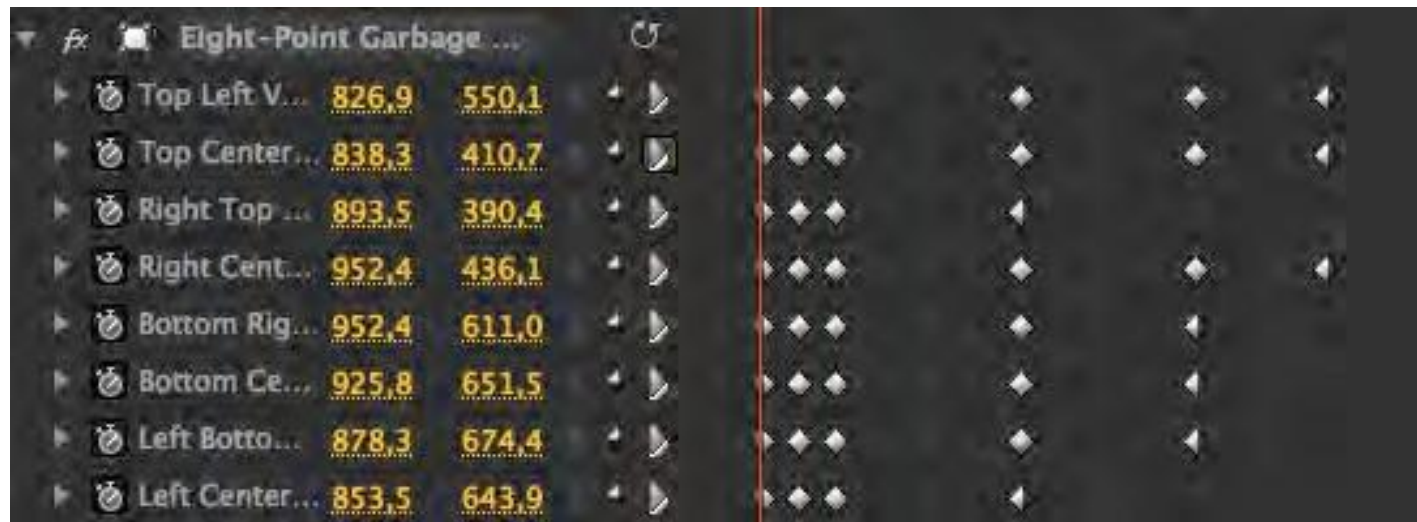 fx Eight-Point Garbage ...
Top Left V... 826,9 550,1
Top Center... 838,3 410,7
Right Top ... 893,5 390,4
Right Cent... 952,4 436,1
Bottom Rig... 952,4 611,0
Bottom Ce... 925,8 651,5
Left Botto... 878,3 674,4
Left Center... 853,5 643,9